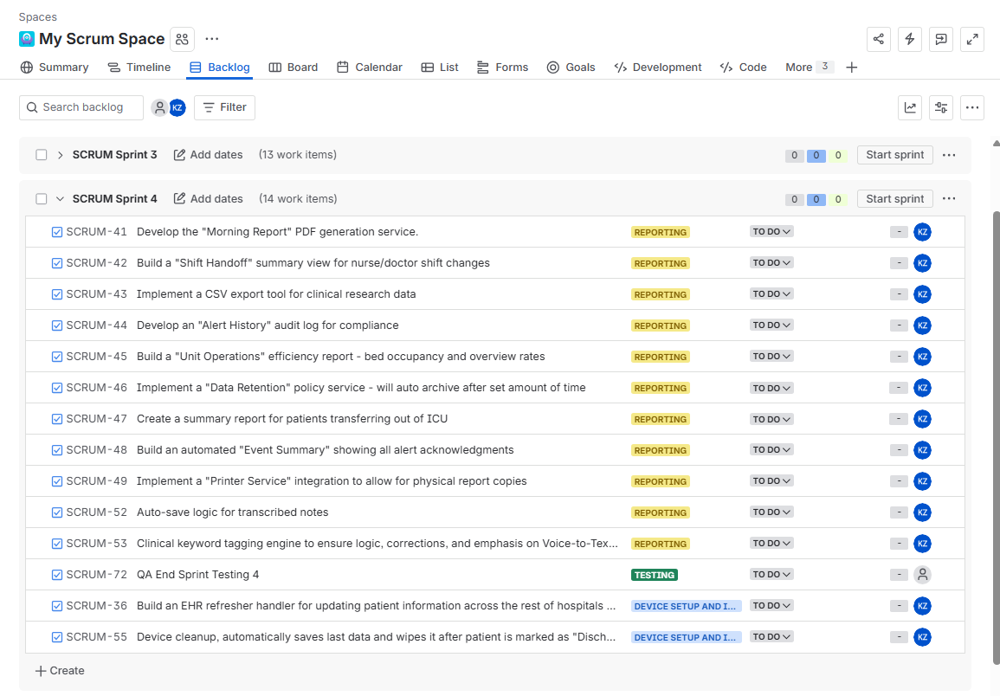 Spaces
My Scrum Space
Summary Timeline Backlog Board Calendar List Forms Goals Development Code More 3
Search backlog KZ Filter
SCRUM Sprint 3 Add dates (13 work items) 0 0 0 Start sprint
SCRUM Sprint 4 Add dates (14 work items) 0 0 0 Start sprint
SCRUM-41 Develop the "Morning Report" PDF generation service. REPORTING TO DO - KZ
SCRUM-42 Build a "Shift Handoff" summary view for nurse/doctor shift changes REPORTING TO DO - KZ
SCRUM-43 Implement a CSV export tool for clinical research data REPORTING TO DO - KZ
SCRUM-44 Develop an "Alert History" audit log for compliance REPORTING TO DO - KZ
SCRUM-45 Build a "Unit Operations" efficiency report - bed occupancy and overview rates REPORTING TO DO - KZ
SCRUM-46 Implement a "Data Retention" policy service - will auto archive after set amount of time REPORTING TO DO - KZ
SCRUM-47 Create a summary report for patients transferring out of ICU REPORTING TO DO - KZ
SCRUM-48 Build an automated "Event Summary" showing all alert acknowledgments REPORTING TO DO - KZ
SCRUM-49 Implement a "Printer Service" integration to allow for physical report copies REPORTING TO DO - KZ
SCRUM-52 Auto-save logic for transcribed notes REPORTING TO DO - KZ
SCRUM-53 Clinical keyword tagging engine to ensure logic, corrections, and emphasis on Voice-to-Tex... REPORTING TO DO - KZ
SCRUM-72 QA End Sprint Testing 4 TESTING TO DO -
SCRUM-36 Build an EHR refresher handler for updating patient information across the rest of hospitals ... DEVICE SETUP AND I... TO DO - KZ
SCRUM-55 Device cleanup, automatically saves last data and wipes it after patient is marked as "Disch... DEVICE SETUP AND I... TO DO - KZ
Create